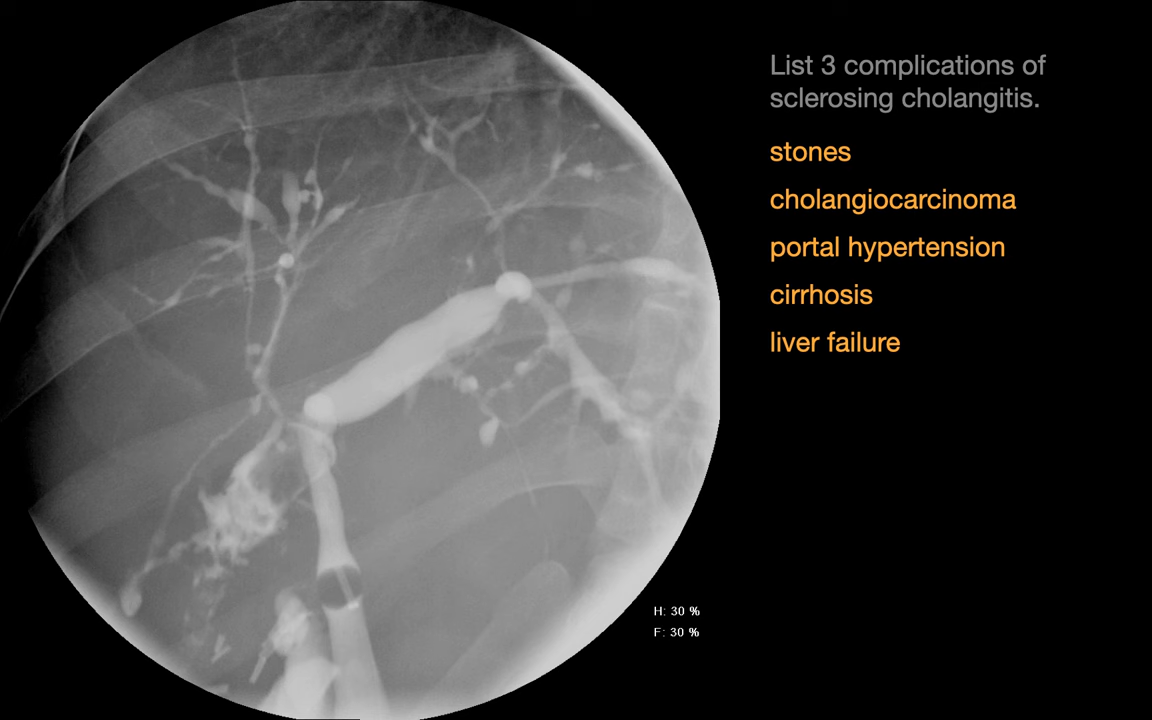 List 3 complications of
sclerosing cholangitis.
stones
cholangiocarcinoma
portal hypertension
cirrhosis
liver failure
H: 30 %
F: 30 %